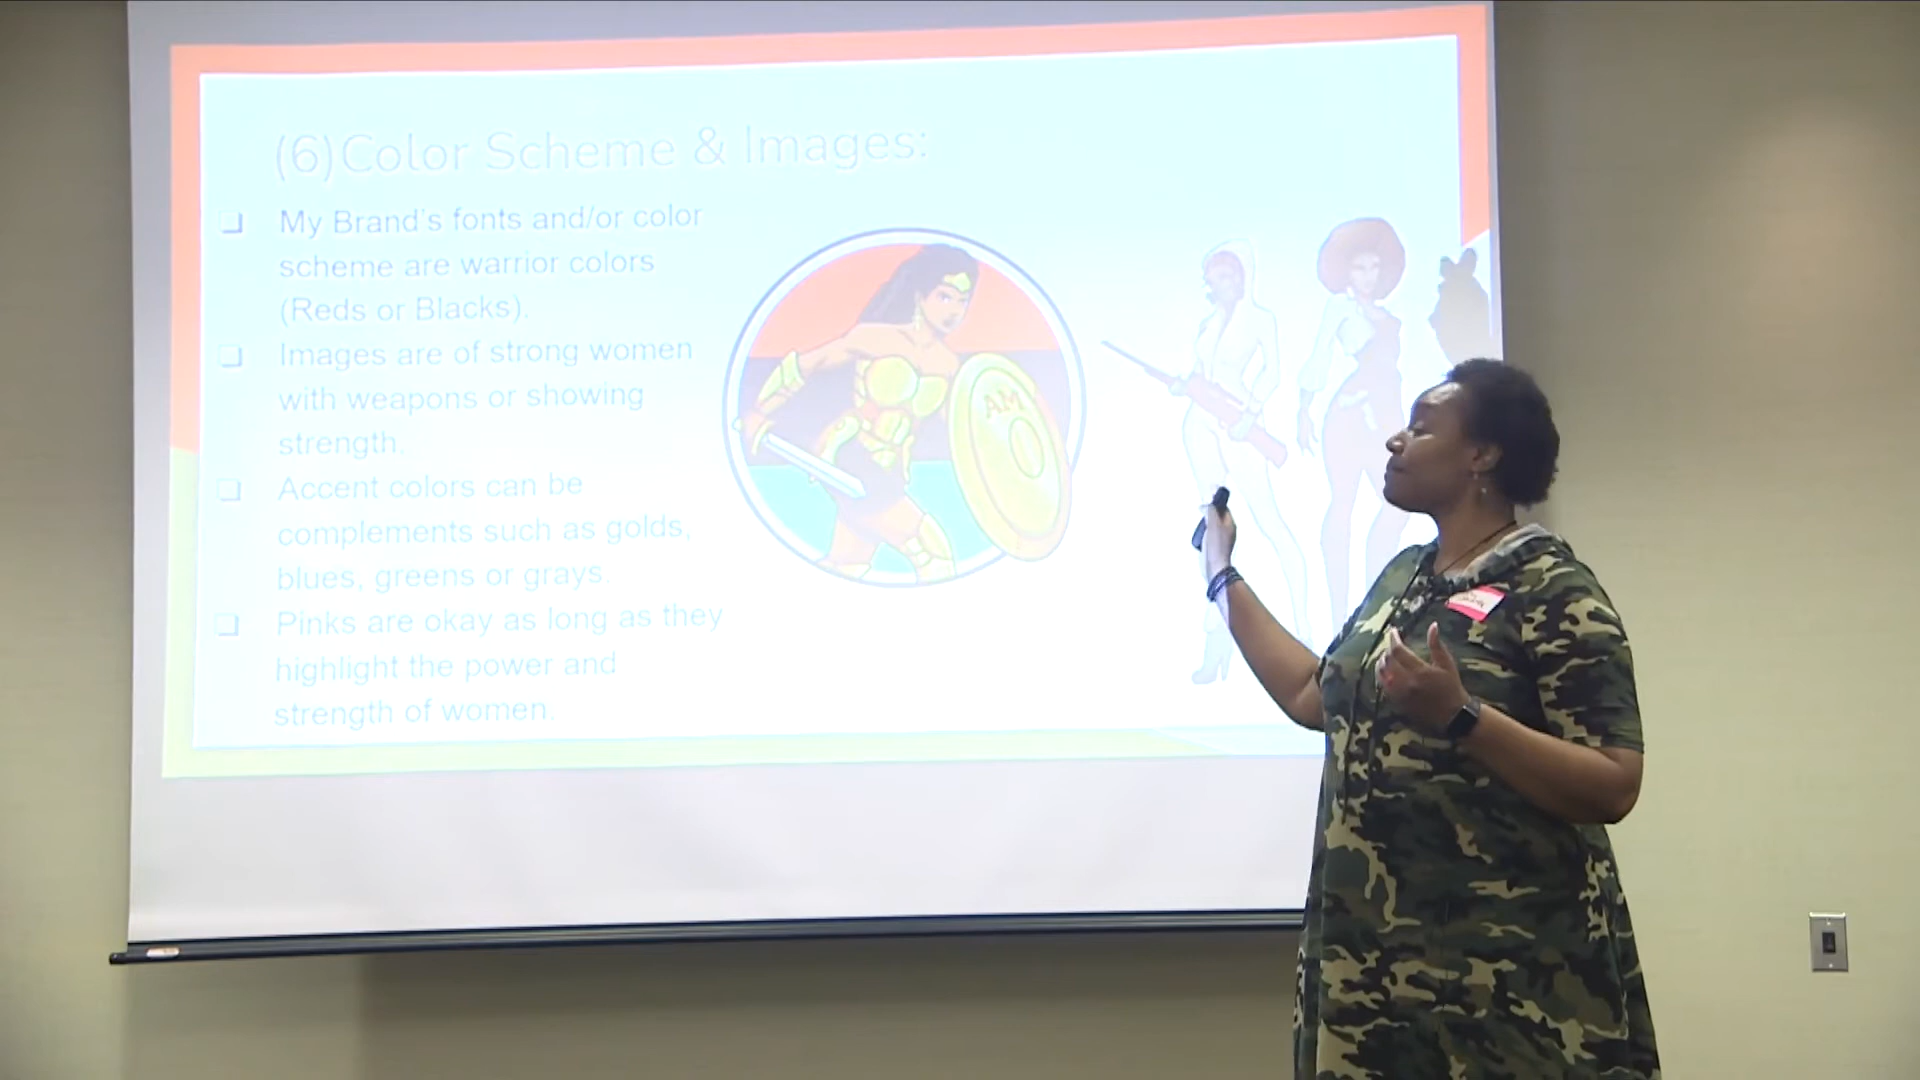 (6)Color Scheme & Images:
My Brand's fonts and/or color
scheme are warrior colors
(Reds or Blacks).
Images are of strong women
with weapons or showing
strength.
Accent colors can be
complements such as golds,
blues, greens or grays.
Pinks are okay as long as they
highlight the power and
strength of women.
AM